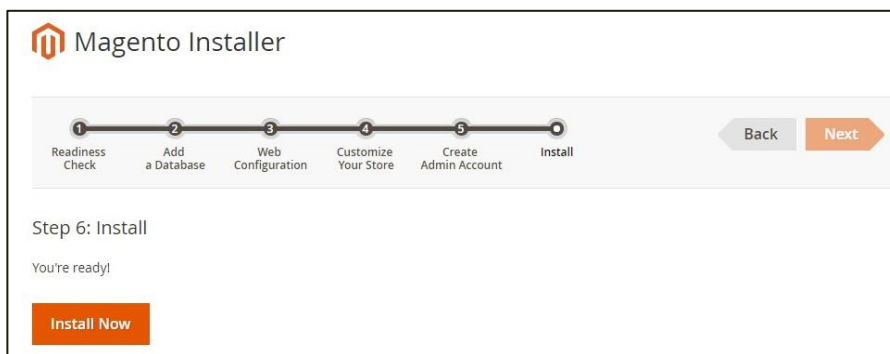 Magento Installer
1 2 3 4 5
Readiness Check
Add a Database
Web Configuration
Customize Your Store
Create Admin Account
Install
Back
Next
Step 6: Install
You're ready!
Install Now